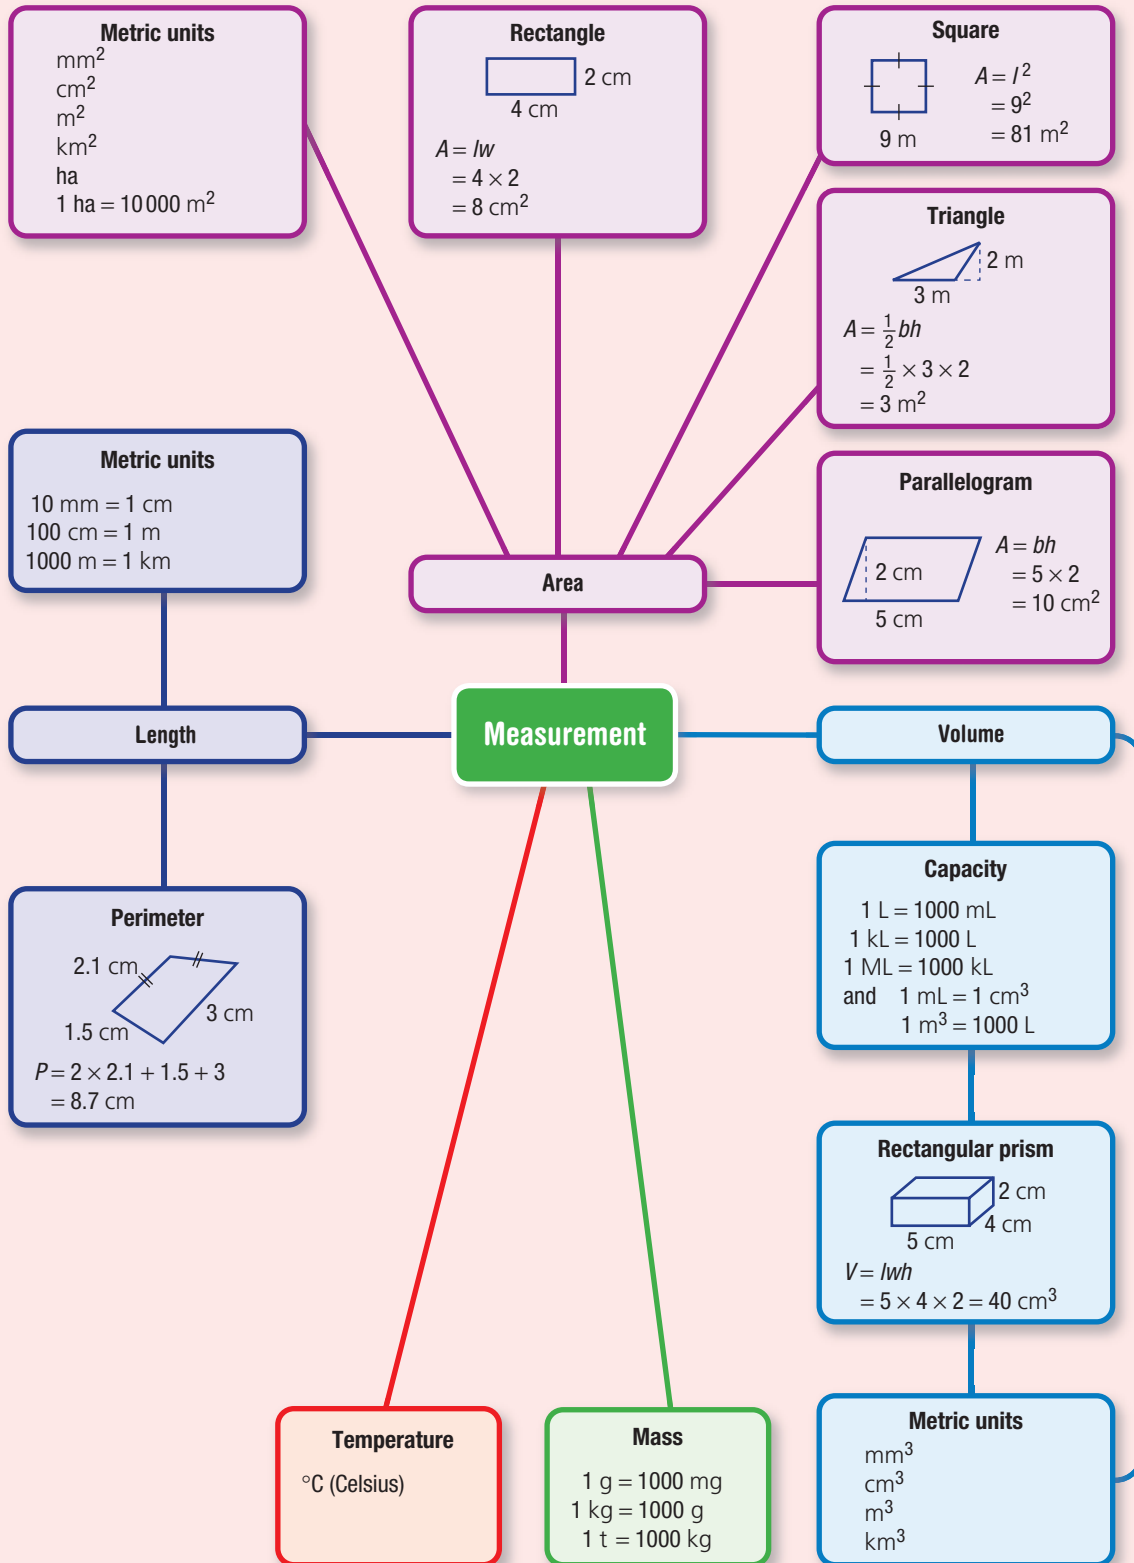 Metric units
mm²
cm²
m²
km²
ha
1 ha = 10 000 m²
Rectangle
2 cm
4 cm
A = lw
= 4 × 2
= 8 cm²
Square
9 m
A = l²
= 9²
= 81 m²
Triangle
2 m
3 m
A = 1/2 bh
= 1/2 × 3 × 2
= 3 m²
Metric units
10 mm = 1 cm
100 cm = 1 m
1000 m = 1 km
Area
Parallelogram
2 cm
5 cm
A = bh
= 5 × 2
= 10 cm²
Length
Measurement
Volume
Perimeter
2.1 cm
1.5 cm
3 cm
P = 2 × 2.1 + 1.5 + 3
= 8.7 cm
Capacity
1 L = 1000 mL
1 kL = 1000 L
1 ML = 1000 kL
and 1 mL = 1 cm³
1 m³ = 1000 L
Rectangular prism
2 cm
4 cm
5 cm
V = lwh
= 5 × 4 × 2 = 40 cm³
Temperature
°C (Celsius)
Mass
1 g = 1000 mg
1 kg = 1000 g
1 t = 1000 kg
Metric units
mm³
cm³
m³
km³